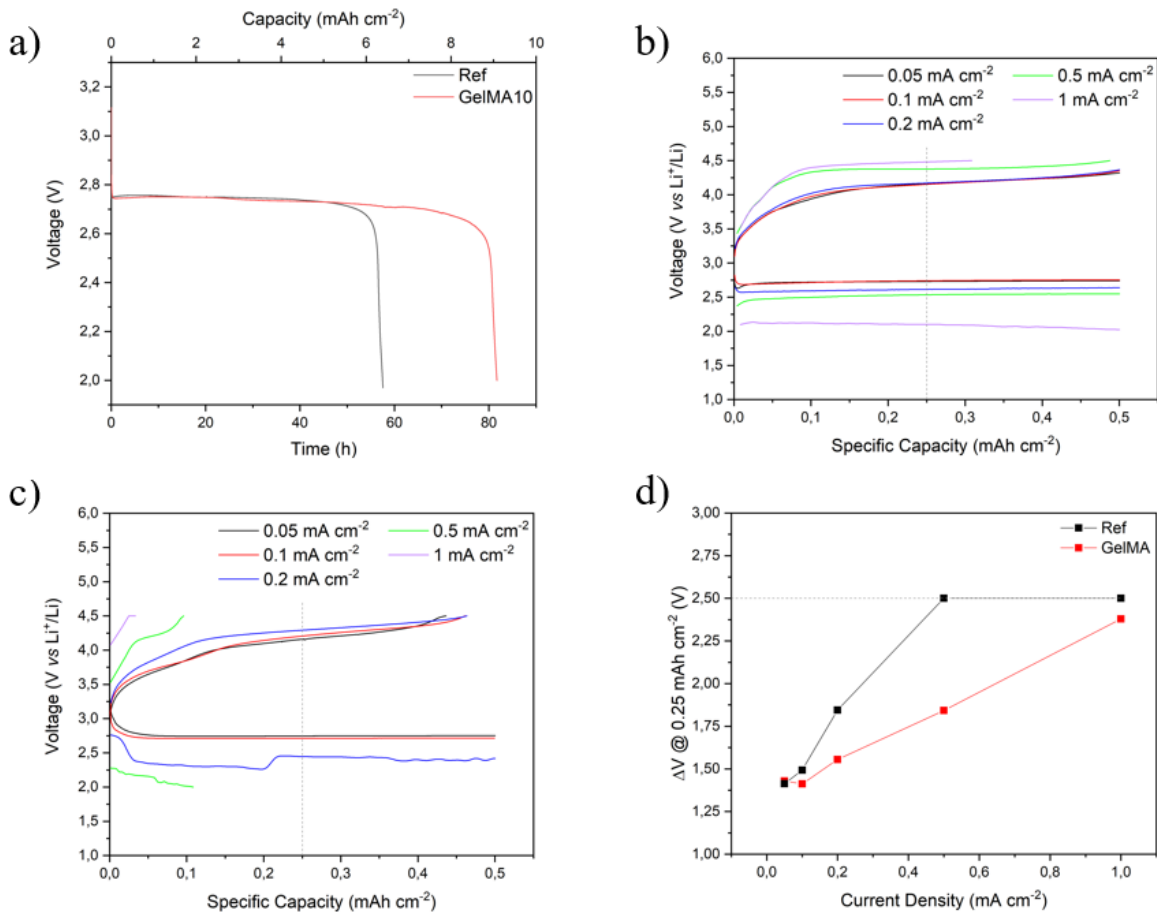 a)
Capacity (mAh cm-2)
0 2 4 6 8 10
Ref
GelMA10
3,2
3,0
2,8
2,6
2,4
2,2
2,0
Voltage (V)
0 20 40 60 80
Time (h)
b)
0.05 mA cm-2
0.1 mA cm-2
0.2 mA cm-2
0.5 mA cm-2
1 mA cm-2
6,0
5,5
5,0
4,5
4,0
3,5
3,0
2,5
2,0
1,5
1,0
Voltage (V vs Li+/Li)
0,0 0,1 0,2 0,3 0,4 0,5
Specific Capacity (mAh cm-2)
c)
0.05 mA cm-2
0.1 mA cm-2
0.2 mA cm-2
0.5 mA cm-2
1 mA cm-2
6,0
5,5
5,0
4,5
4,0
3,5
3,0
2,5
2,0
1,5
1,0
Voltage (V vs Li+/Li)
0,0 0,1 0,2 0,3 0,4 0,5
Specific Capacity (mAh cm-2)
d)
Ref
GelMA
3,00
2,75
2,50
2,25
2,00
1,75
1,50
1,25
1,00
ΔV @ 0.25 mAh cm-2 (V)
0,0 0,2 0,4 0,6 0,8 1,0
Current Density (mA cm-2)